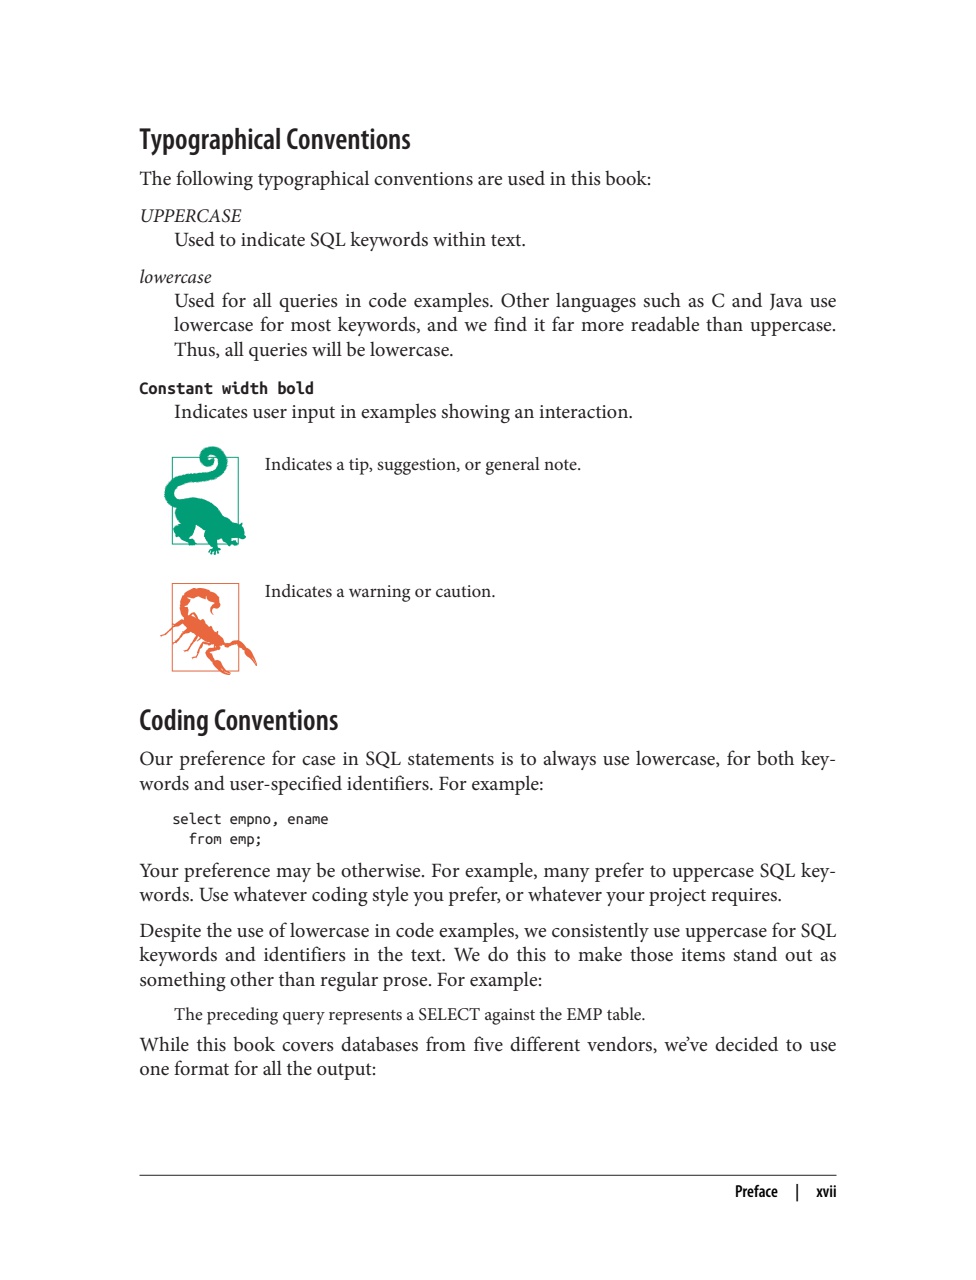 Typographical Conventions
The following typographical conventions are used in this book:
UPPERCASE
Used to indicate SQL keywords within text.
lowercase
Used for all queries in code examples. Other languages such as C and Java use
lowercase for most keywords, and we find it far more readable than uppercase.
Thus, all queries will be lowercase.
Constant width bold
Indicates user input in examples showing an interaction.
Indicates a tip, suggestion, or general note.
Indicates a warning or caution.
Coding Conventions
Our preference for case in SQL statements is to always use lowercase, for both key-
words and user-specified identifiers. For example:
select empno, ename
from emp;
Your preference may be otherwise. For example, many prefer to uppercase SQL key-
words. Use whatever coding style you prefer, or whatever your project requires.
Despite the use of lowercase in code examples, we consistently use uppercase for SQL
keywords and identifiers in the text. We do this to make those items stand out as
something other than regular prose. For example:
The preceding query represents a SELECT against the EMP table.
While this book covers databases from five different vendors, we’ve decided to use
one format for all the output:
Preface | xvii